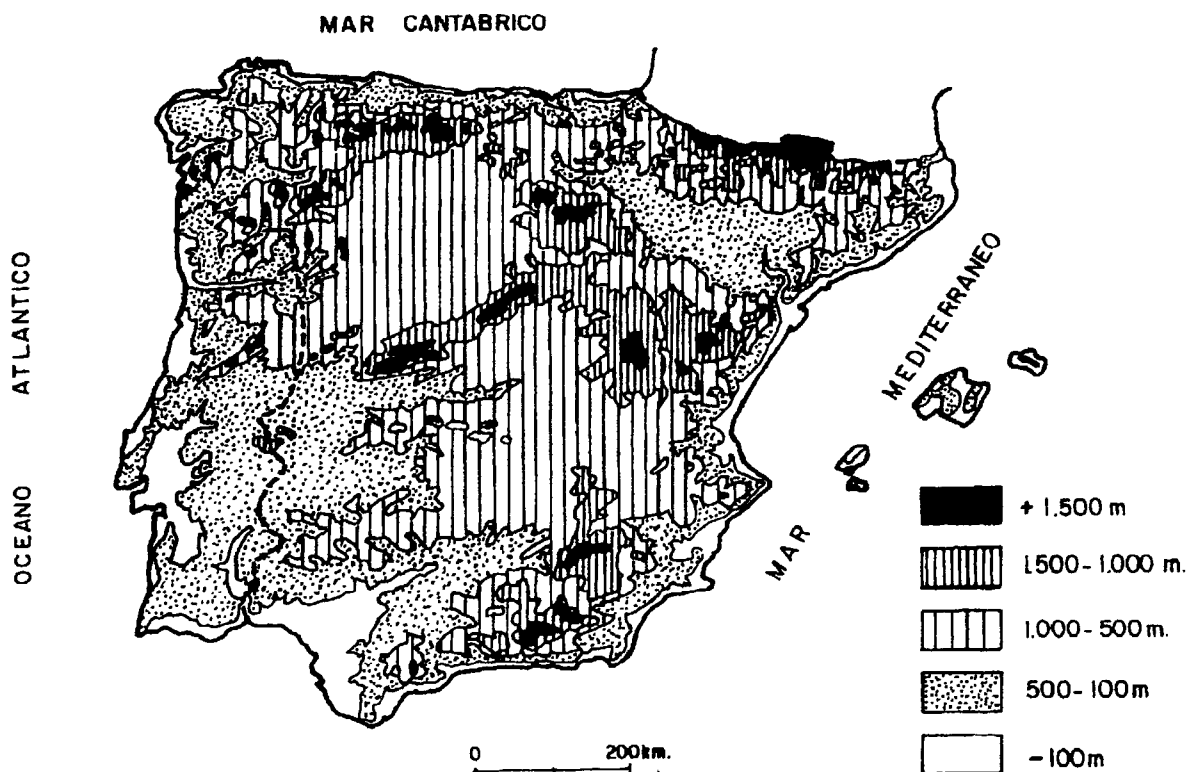 MAR CANTABRICO
OCEANO ATLANTICO
MAR MEDITERRANEO
+ 1.500 m
1.500 - 1.000 m.
1.000 - 500 m.
500 - 100 m
- 100 m
0 200 km.